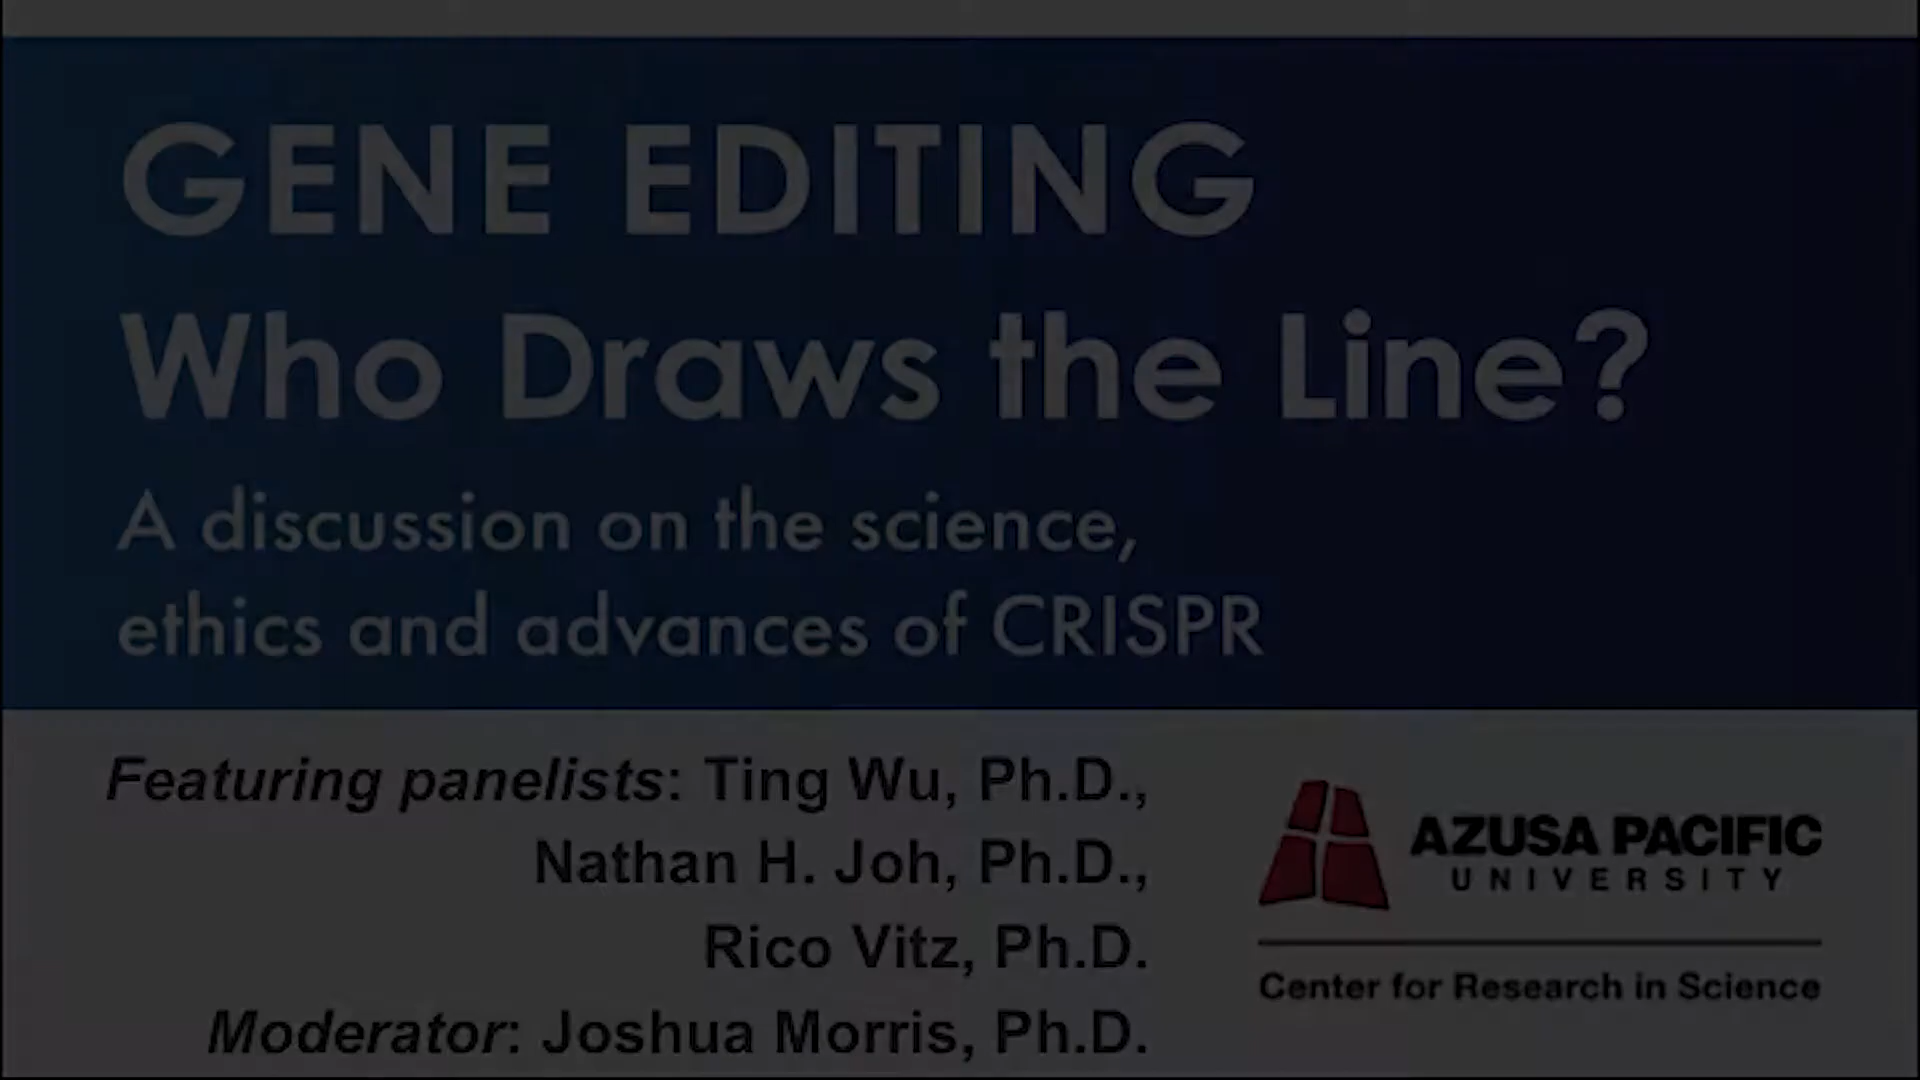 GENE EDITING
Who Draws the Line?
A discussion on the science,
ethics and advances of CRISPR
Featuring panelists: Ting Wu, Ph.D.,
Nathan H. Joh, Ph.D.,
Rico Vitz, Ph.D.
Moderator: Joshua Morris, Ph.D.
AZUSA PACIFIC
UNIVERSITY
Center for Research in Science